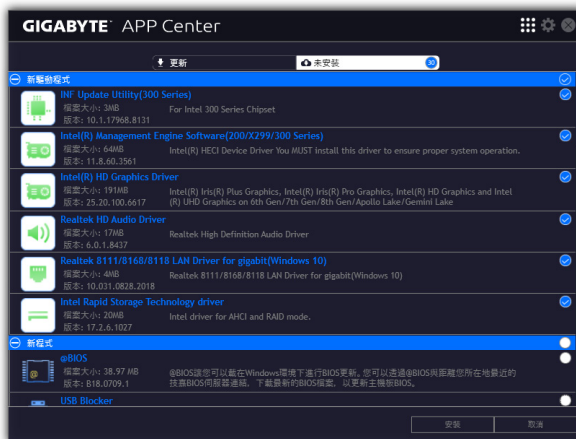 GIGABYTE™ APP Center
更新
未安裝 30
新驅動程式
INF Update Utility(300 Series)
檔案大小: 3MB
For Intel 300 Series Chipset
版本: 10.1.17968.8131
Intel(R) Management Engine Software(200/X299/300 Series)
檔案大小: 64MB
Intel(R) HECI Device Driver You MUST install this driver to ensure proper system operation.
版本: 11.8.60.3561
Intel(R) HD Graphics Driver
檔案大小: 191MB
Intel(R) Iris(R) Plus Graphics, Intel(R) Iris(R) Pro Graphics, Intel(R) HD Graphics and Intel
(R) UHD Graphics on 6th Gen/7th Gen/8th Gen/Apollo Lake/Gemini Lake
版本: 25.20.100.6617
Realtek HD Audio Driver
檔案大小: 17MB
Realtek High Definition Audio Driver
版本: 6.0.1.8437
Realtek 8111/8168/8118 LAN Driver for gigabit(Windows 10)
檔案大小: 4MB
Realtek 8111/8168/8118 LAN Driver for gigabit(Windows 10)
版本: 10.031.0828.2018
Intel Rapid Storage Technology driver
檔案大小: 20MB
Intel driver for AHCI and RAID mode.
版本: 17.2.6.1027
新程式
@BIOS
檔案大小: 38.97 MB
@BIOS讓您可以載在Windows環境下進行BIOS更新。您可以透過@BIOS與距離您所在地最近的
技嘉BIOS伺服器連結，下載最新的BIOS檔案，以更新主機板BIOS。
版本: B18.0709.1
USB Blocker
安裝
取消